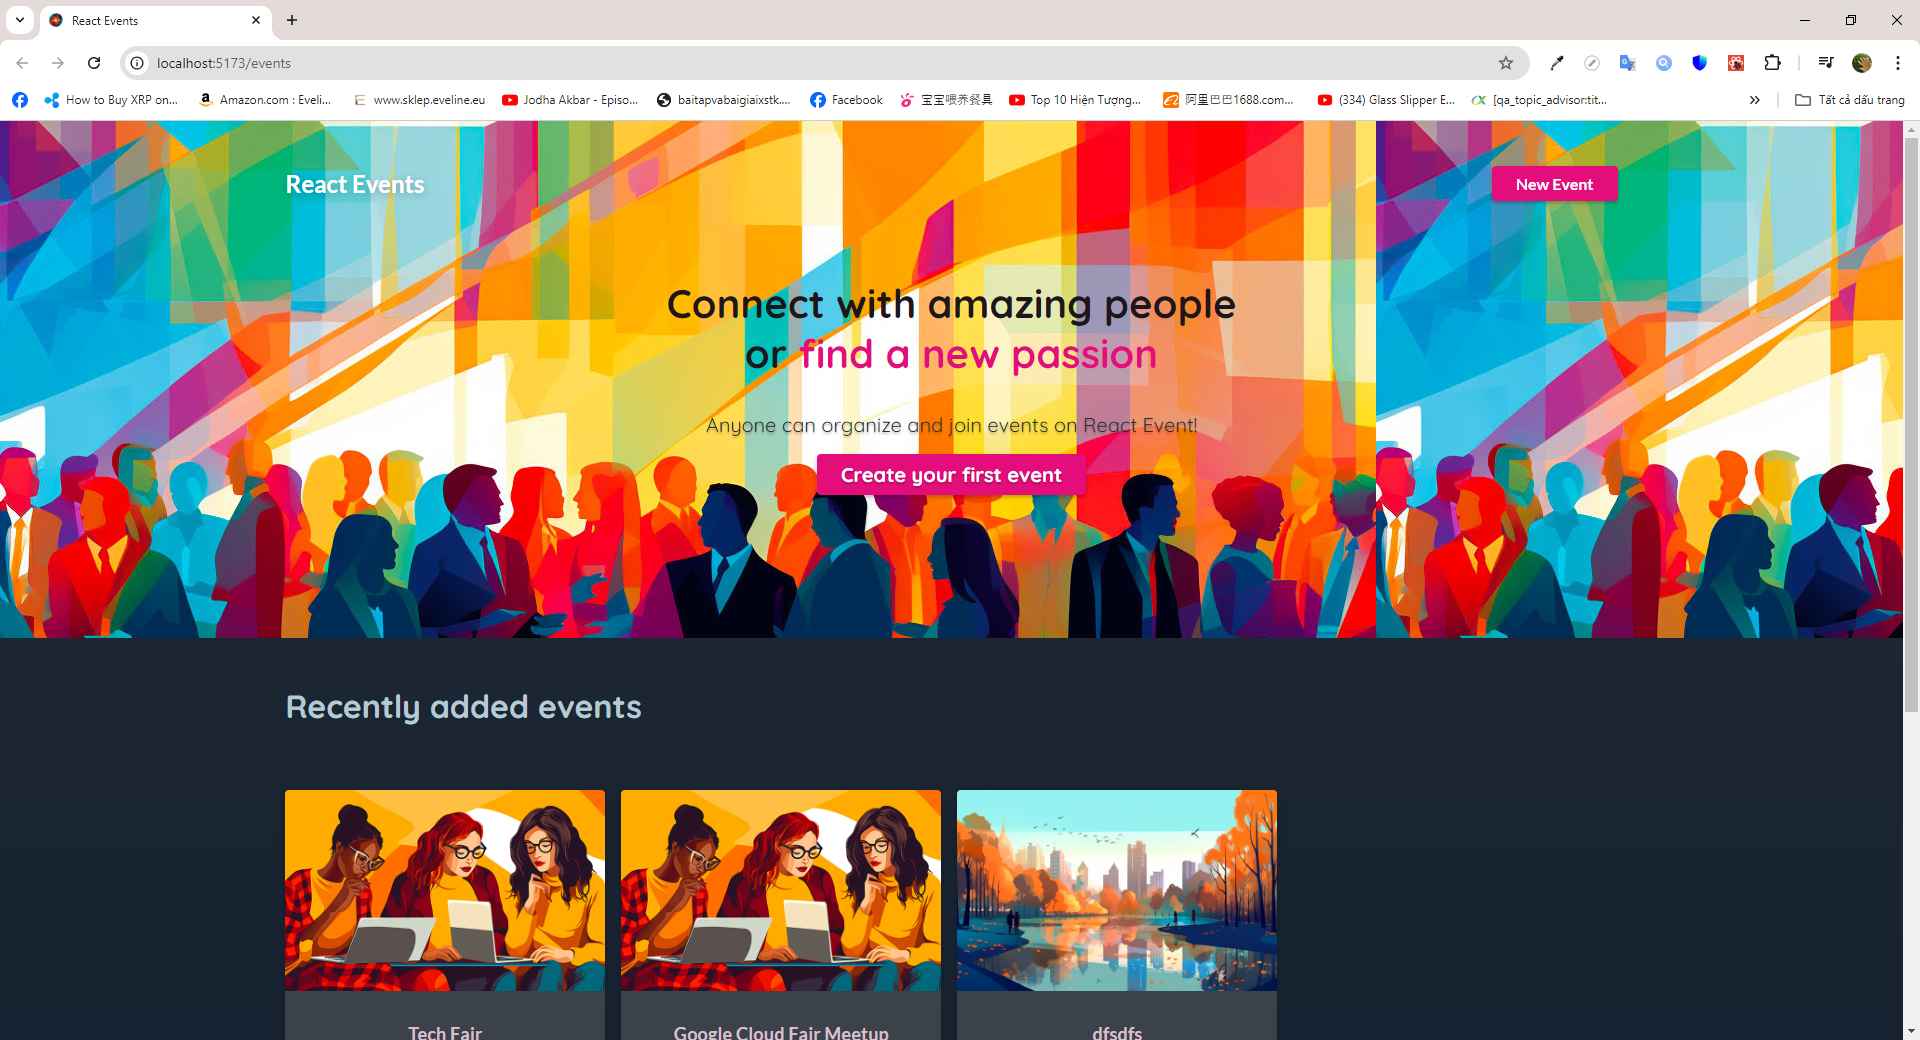 React Events
localhost:5173/events
How to Buy XRP on...
Amazon.com : Eveli...
www.sklep.eveline.eu
Jodha Akbar - Episo...
baitapvabaigiaixstk....
Facebook
宝宝喂养餐具
Top 10 Hiện Tượng...
阿里巴巴1688.com...
(334) Glass Slipper E...
[qa_topic_advisor:tit...
Tất cả dấu trang
React Events
New Event
Connect with amazing people
or find a new passion
Anyone can organize and join events on React Event!
Create your first event
Recently added events
Tech Fair
Google Cloud Fair Meetup
dfsdfs